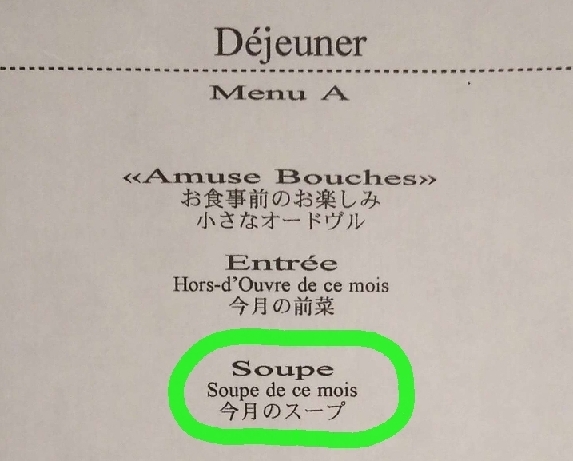 Déjeuner
Menu A
«Amuse Bouches»
お食事前のお楽しみ
小さなオードヴル
Entrée
Hors-d'Ouvre de ce mois
今月の前菜
Soupe
Soupe de ce mois
今月のスープ